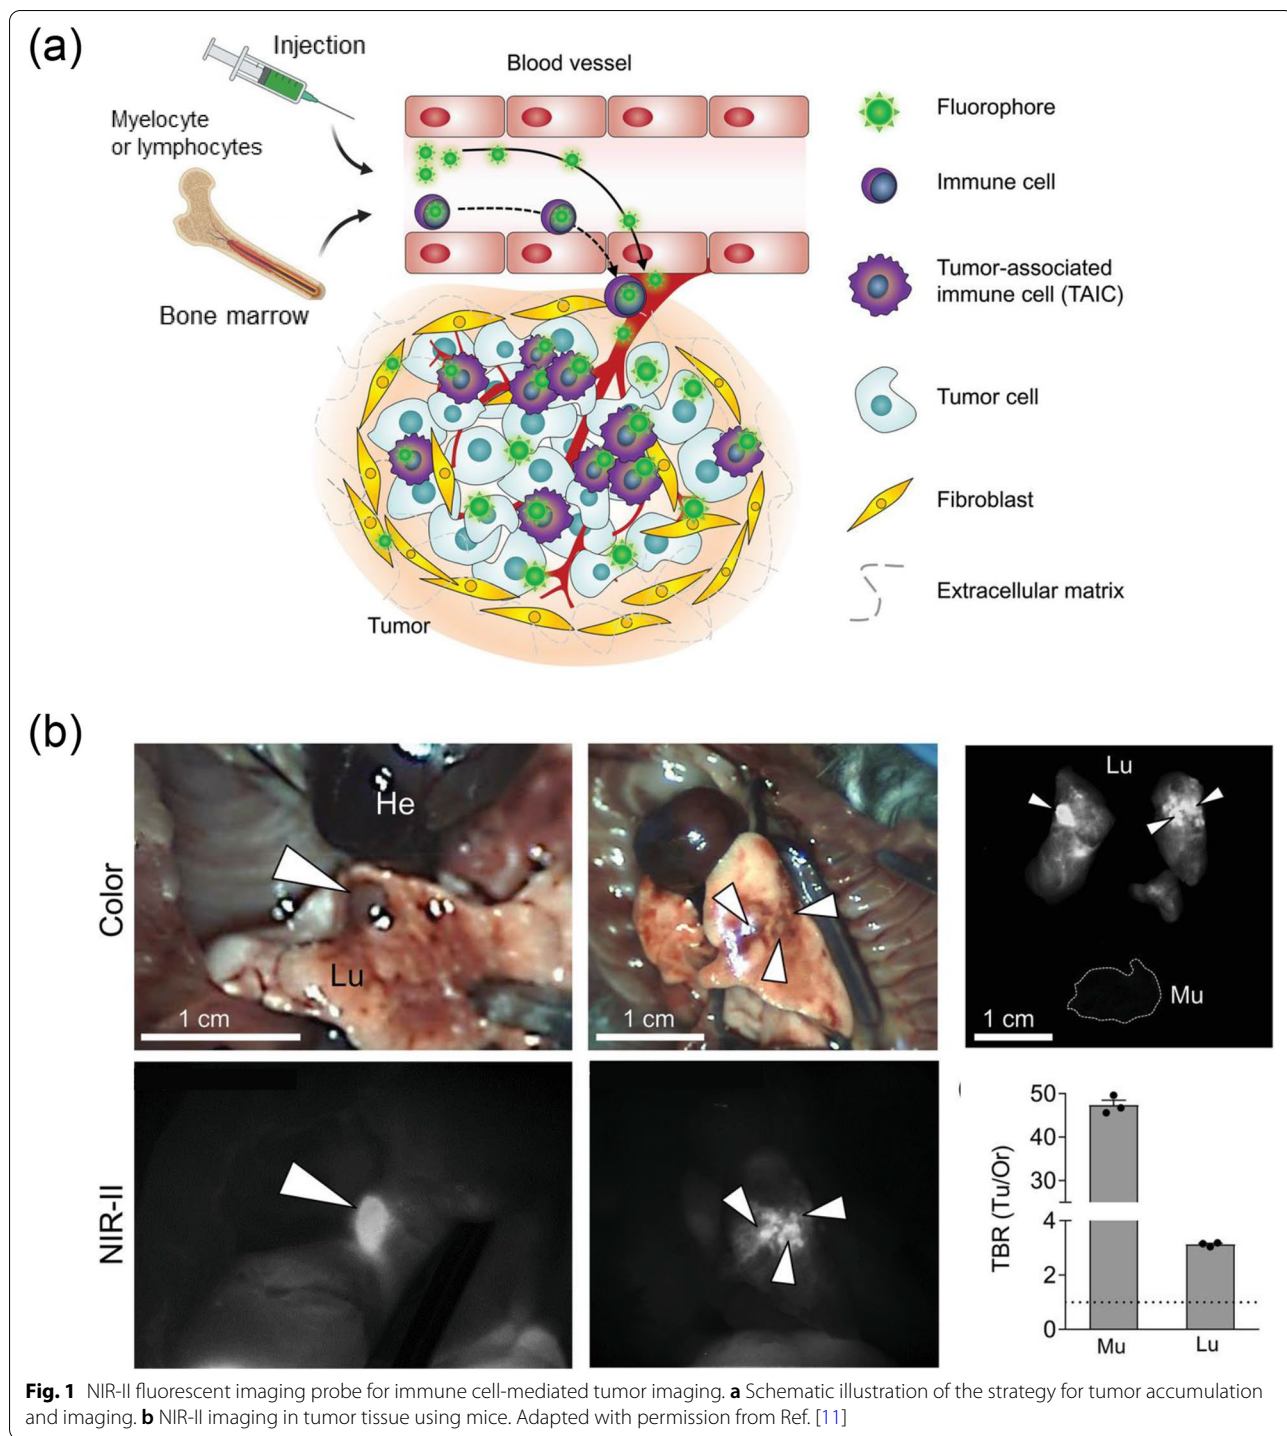 (a)
Injection
Myelocyte
or lymphocytes
Bone marrow
Blood vessel
Tumor
Fluorophore
Immune cell
Tumor-associated
immune cell (TAIC)
Tumor cell
Fibroblast
Extracellular matrix
(b)
Color
He
Lu
1 cm
1 cm
Lu
Mu
1 cm
NIR-II
TBR (Tu/Or)
50
40
30
4
2
0
Mu
Lu
Fig. 1 NIR-II fluorescent imaging probe for immune cell-mediated tumor imaging. a Schematic illustration of the strategy for tumor accumulation
and imaging. b NIR-II imaging in tumor tissue using mice. Adapted with permission from Ref. [11]